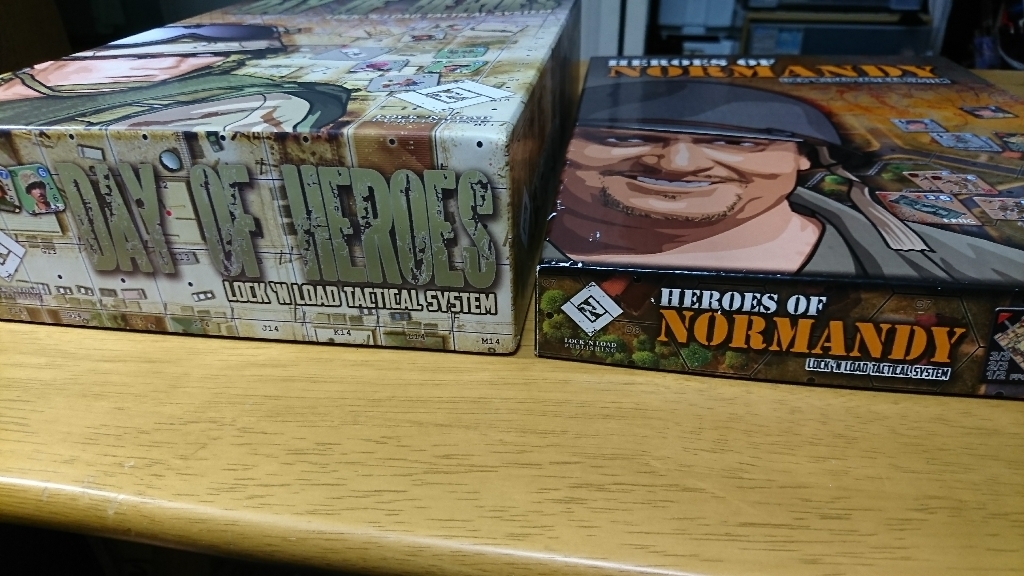 HEROES OF
NORMANDY
DAY OF HEROES
LOCK 'N LOAD TACTICAL SYSTEM
J14
K14
L14
M14
LOCK 'N LOAD
PUBLISHING
HEROES OF
NORMANDY
LOCK 'N LOAD TACTICAL SYSTEM